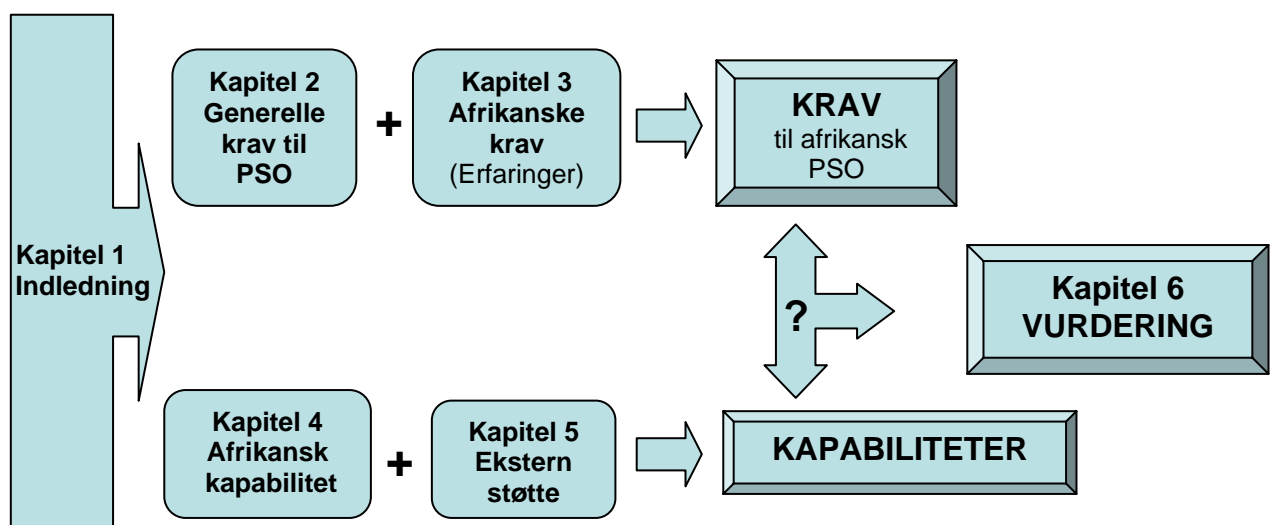 Kapitel 1
Indledning
Kapitel 2
Generelle
krav til
PSO
+
Kapitel 3
Afrikanske
krav
(Erfaringer)
KRAV
til afrikansk
PSO
?
Kapitel 6
VURDERING
Kapitel 4
Afrikansk
kapabilitet
+
Kapitel 5
Ekstern
støtte
KAPABILITETER